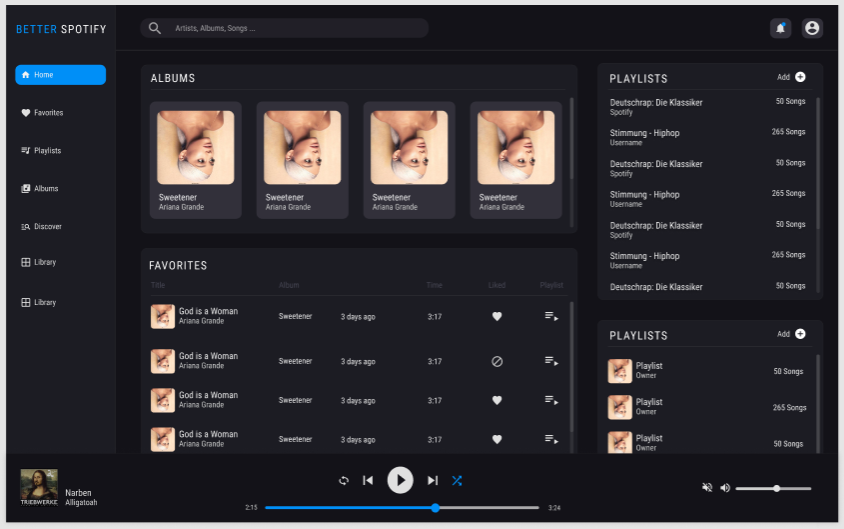 BETTER SPOTIFY
Artists, Albums, Songs ...
Home
Favorites
Playlists
Albums
Discover
Library
Library
ALBUMS
Sweetener
Ariana Grande
Sweetener
Ariana Grande
Sweetener
Ariana Grande
Sweetener
Ariana Grande
FAVORITES
Title Album Time Liked Playlist
God is a Woman
Ariana Grande
Sweetener 3 days ago 3:17
God is a Woman
Ariana Grande
Sweetener 3 days ago 3:17
God is a Woman
Ariana Grande
Sweetener 3 days ago 3:17
God is a Woman
Ariana Grande
Sweetener 3 days ago 3:17
PLAYLISTS Add
Deutschrap: Die Klassiker 50 Songs
Spotify
Stimmung - Hiphop 265 Songs
Username
Deutschrap: Die Klassiker 50 Songs
Spotify
Stimmung - Hiphop 265 Songs
Username
Deutschrap: Die Klassiker 50 Songs
Spotify
Stimmung - Hiphop 265 Songs
Username
Deutschrap: Die Klassiker 50 Songs
PLAYLISTS Add
Playlist
Owner
50 Songs
Playlist
Owner
265 Songs
Playlist
Owner
50 Songs
TRIEBWERKE
Narben
Alligatoah
2:15 3:24